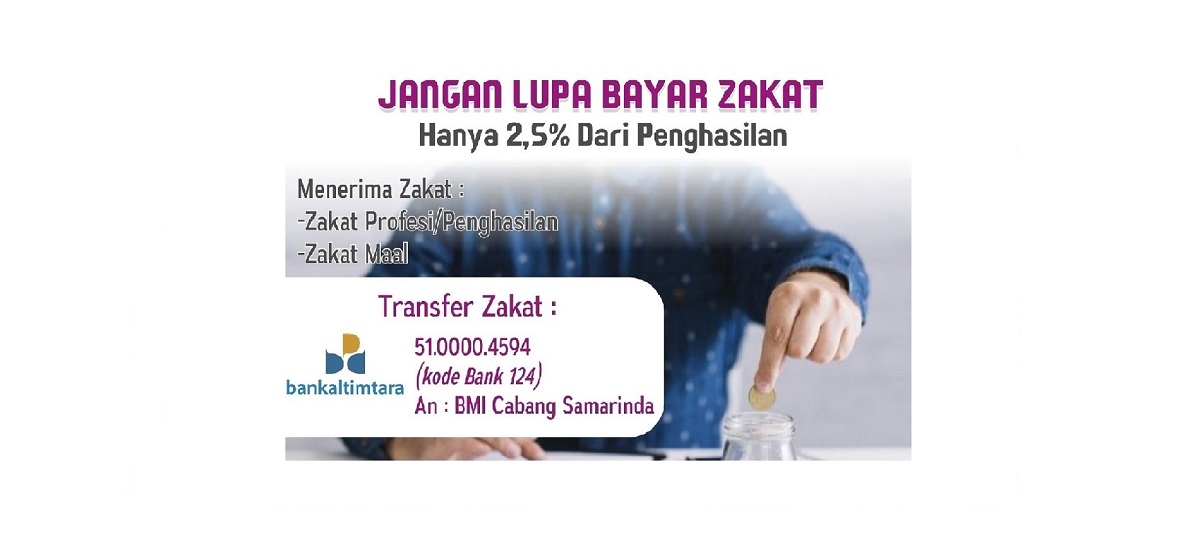 JANGAN LUPA BAYAR ZAKAT
Hanya 2,5% Dari Penghasilan
Menerima Zakat :
-Zakat Profesi/Penghasilan
-Zakat Maal
Transfer Zakat :
bankaltimtara
51.0000.4594
(kode Bank 124)
An : BMI Cabang Samarinda